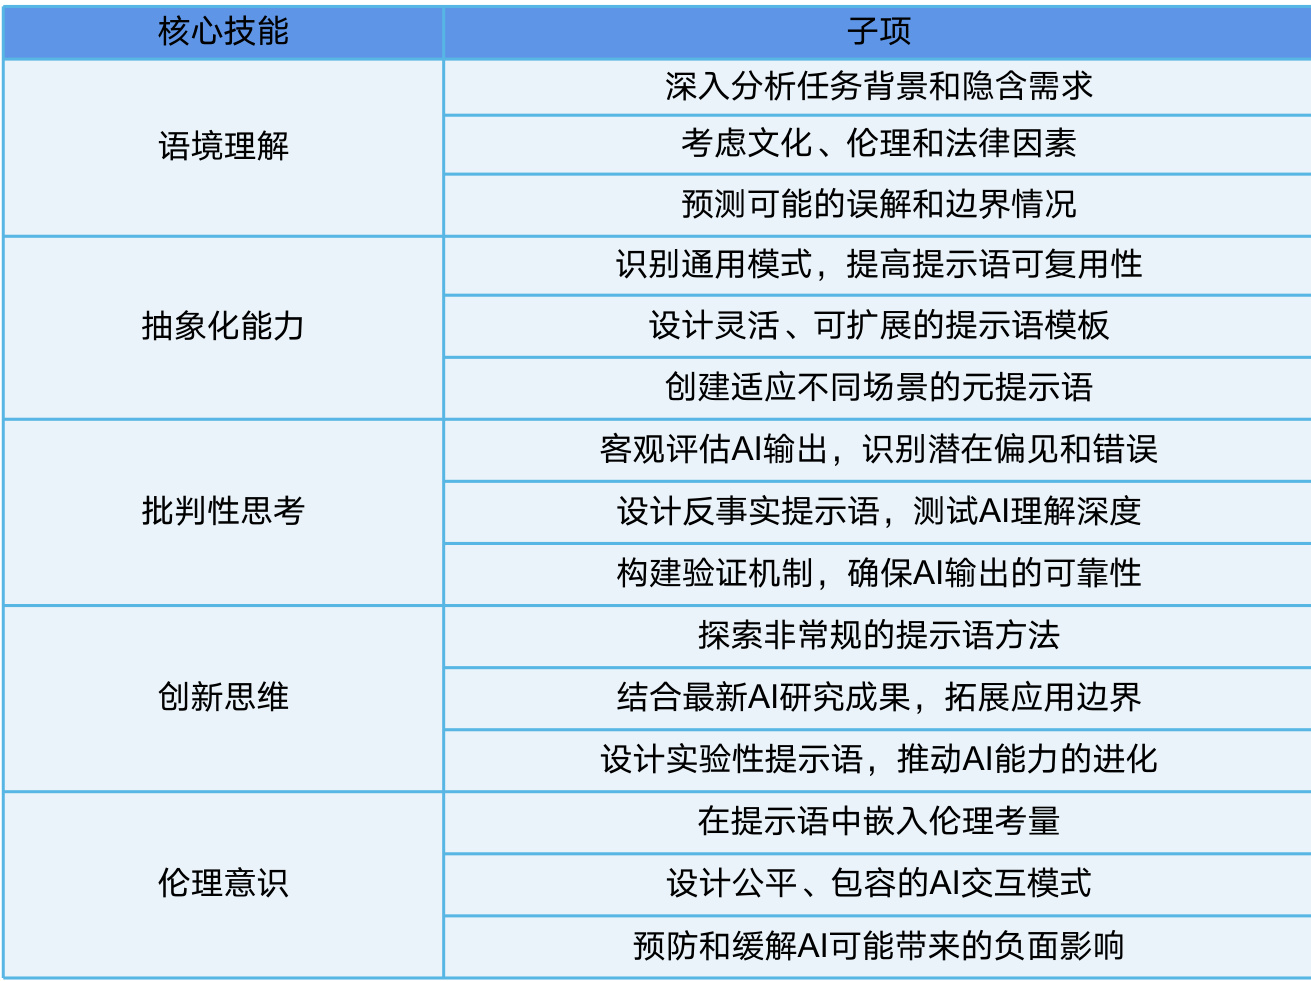 核心技能 子项
语境理解
深入分析任务背景和隐含需求
考虑文化、伦理和法律因素
预测可能的误解和边界情况
抽象化能力
识别通用模式，提高提示语可复用性
设计灵活、可扩展的提示语模板
创建适应不同场景的元提示语
批判性思考
客观评估AI输出，识别潜在偏见和错误
设计反事实提示语，测试AI理解深度
构建验证机制，确保AI输出的可靠性
创新思维
探索非常规的提示语方法
结合最新AI研究成果，拓展应用边界
设计实验性提示语，推动AI能力的进化
伦理意识
在提示语中嵌入伦理考量
设计公平、包容的AI交互模式
预防和缓解AI可能带来的负面影响